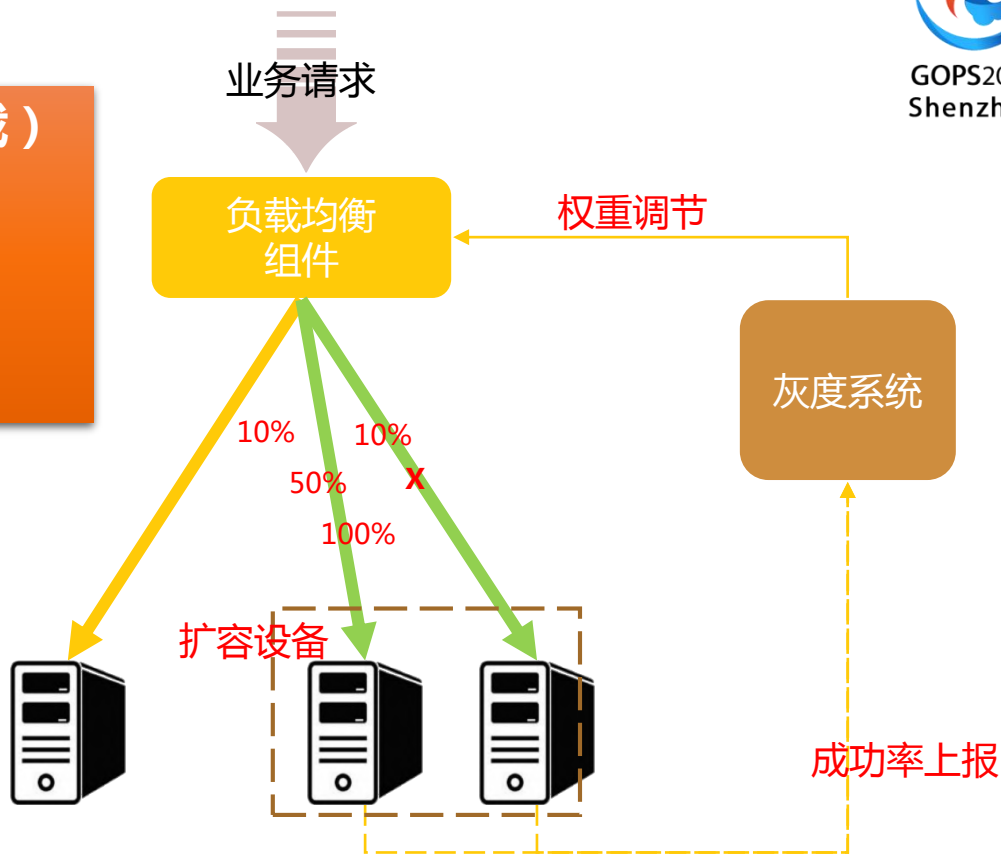 业务请求
GOPS20
Shenzh
载）
负载均衡
组件
权重调节
灰度系统
10%
10%
50%
X
100%
扩容设备
成功率上报